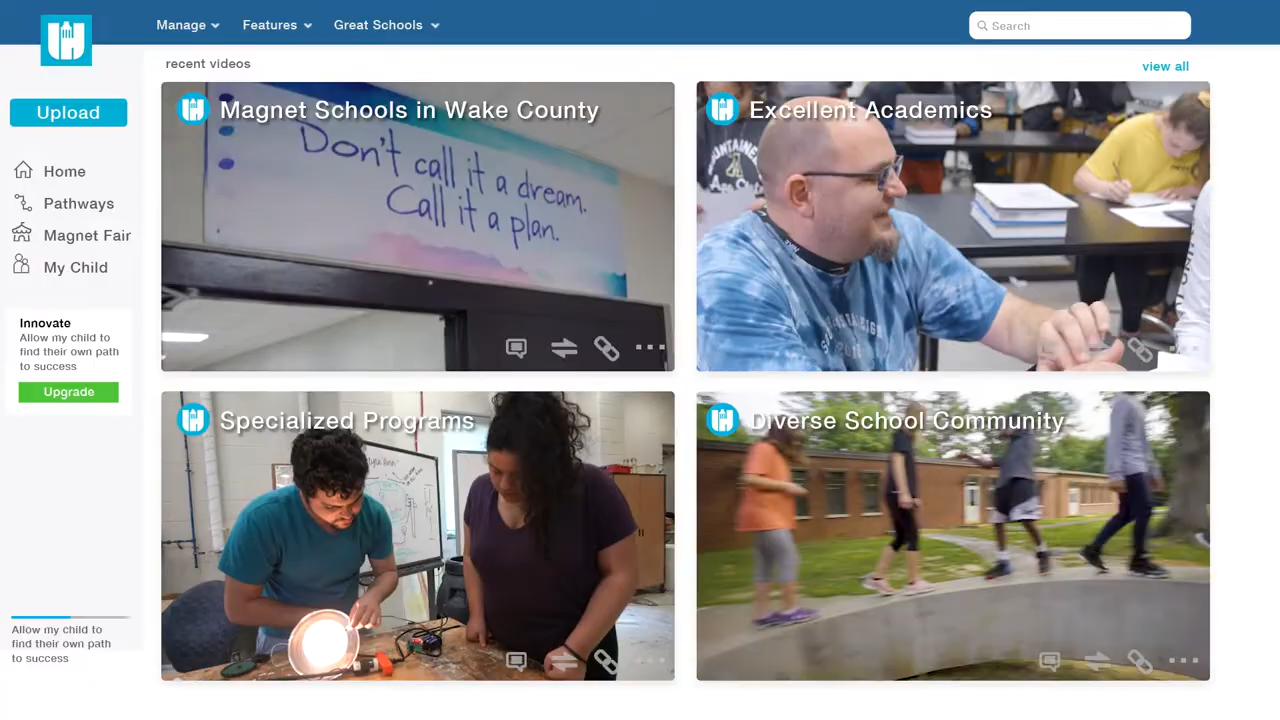 Manage
Features
Great Schools
Search
recent videos
view all
Upload
Home
Pathways
Magnet Fair
My Child
Innovate
Allow my child to
find their own path
to success
Upgrade
Allow my child to
find their own path
to success
Magnet Schools in Wake County
Don't call it a dream.
Call it a plan.
Excellent Academics
Specialized Programs
Diverse School Community